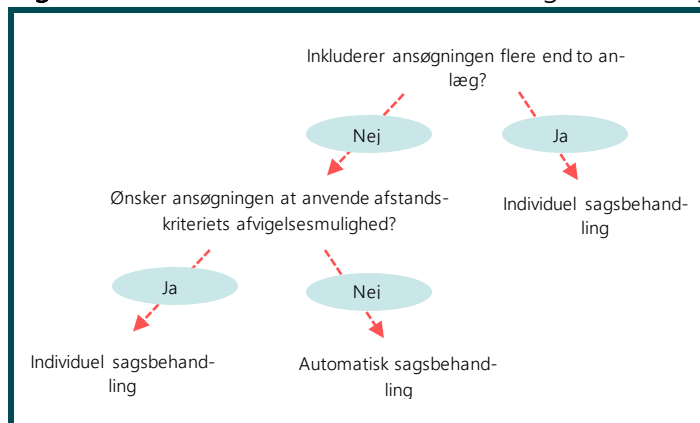 Inkluderer ansøgningen flere end to an-
læg?
Nej
Ja
Ønsker ansøgningen at anvende afstands-
kriteriets afvigelsesmulighed?
Individuel sagsbehand-
ling
Ja
Nej
Individuel sagsbehand-
ling
Automatisk sagsbehand-
ling